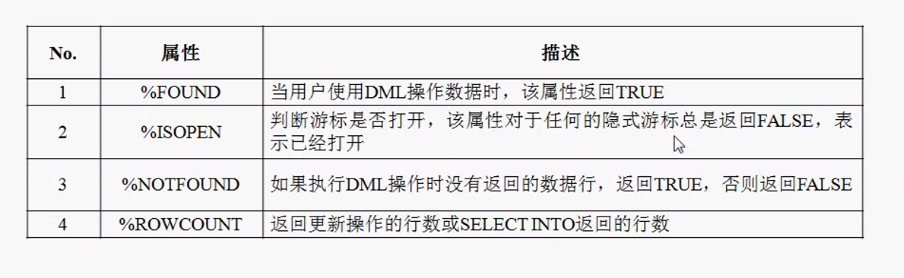 No. 属性 描述
1 %FOUND 当用户使用DML操作数据时，该属性返回TRUE
2 %ISOPEN 判断游标是否打开，该属性对于任何的隐式游标总是返回FALSE，表
示已经打开
3 %NOTFOUND 如果执行DML操作时没有返回的数据行，返回TRUE，否则返回FALSE
4 %ROWCOUNT 返回更新操作的行数或SELECT INTO返回的行数